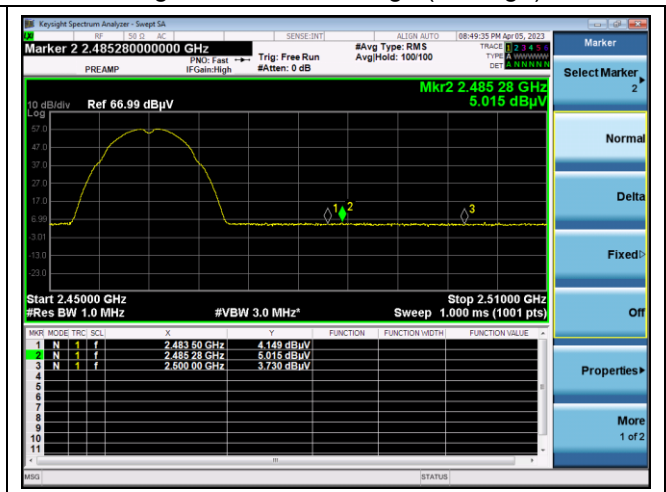 Keysight Spectrum Analyzer - Swept SA
RF 50 Ω AC SENSE:INT ALIGN AUTO 08:49:35 PM Apr 05, 2023
Marker 2 2.485280000000 GHz
PREAMP
PNO: Fast
IFGain:High
Trig: Free Run
#Atten: 0 dB
#Avg Type: RMS
Avg|Hold: 100/100
TRACE 1 2 3 4 5 6
TYPE A WWWWW
DET A N N N N N
Mkr2 2.485 28 GHz
5.015 dBµV
10 dB/div Ref 66.99 dBµV
Log
57.0
47.0
37.0
27.0
17.0
6.99
-3.01
-13.0
-23.0
1 2 3
Start 2.45000 GHz Stop 2.51000 GHz
#Res BW 1.0 MHz #VBW 3.0 MHz* Sweep 1.000 ms (1001 pts)
MKR MODE TRC SCL X Y FUNCTION FUNCTION WIDTH FUNCTION VALUE
1 N 1 f 2.483 50 GHz 4.149 dBuV
2 N 1 f 2.485 28 GHz 5.015 dBuV
3 N 1 f 2.500 00 GHz 3.730 dBuV
4
5
6
7
8
9
10
11
MSG STATUS
Marker
Select Marker
2
Normal
Delta
Fixed
Off
Properties
More
1 of 2